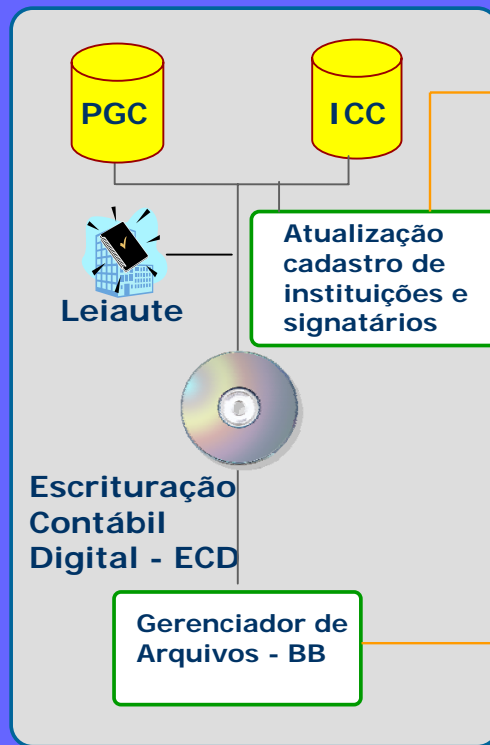 PGC
ICC
Atualização
cadastro de
instituições e
signatários
Leiaute
Escrituração
Contábil
Digital - ECD
Gerenciador de
Arquivos - BB